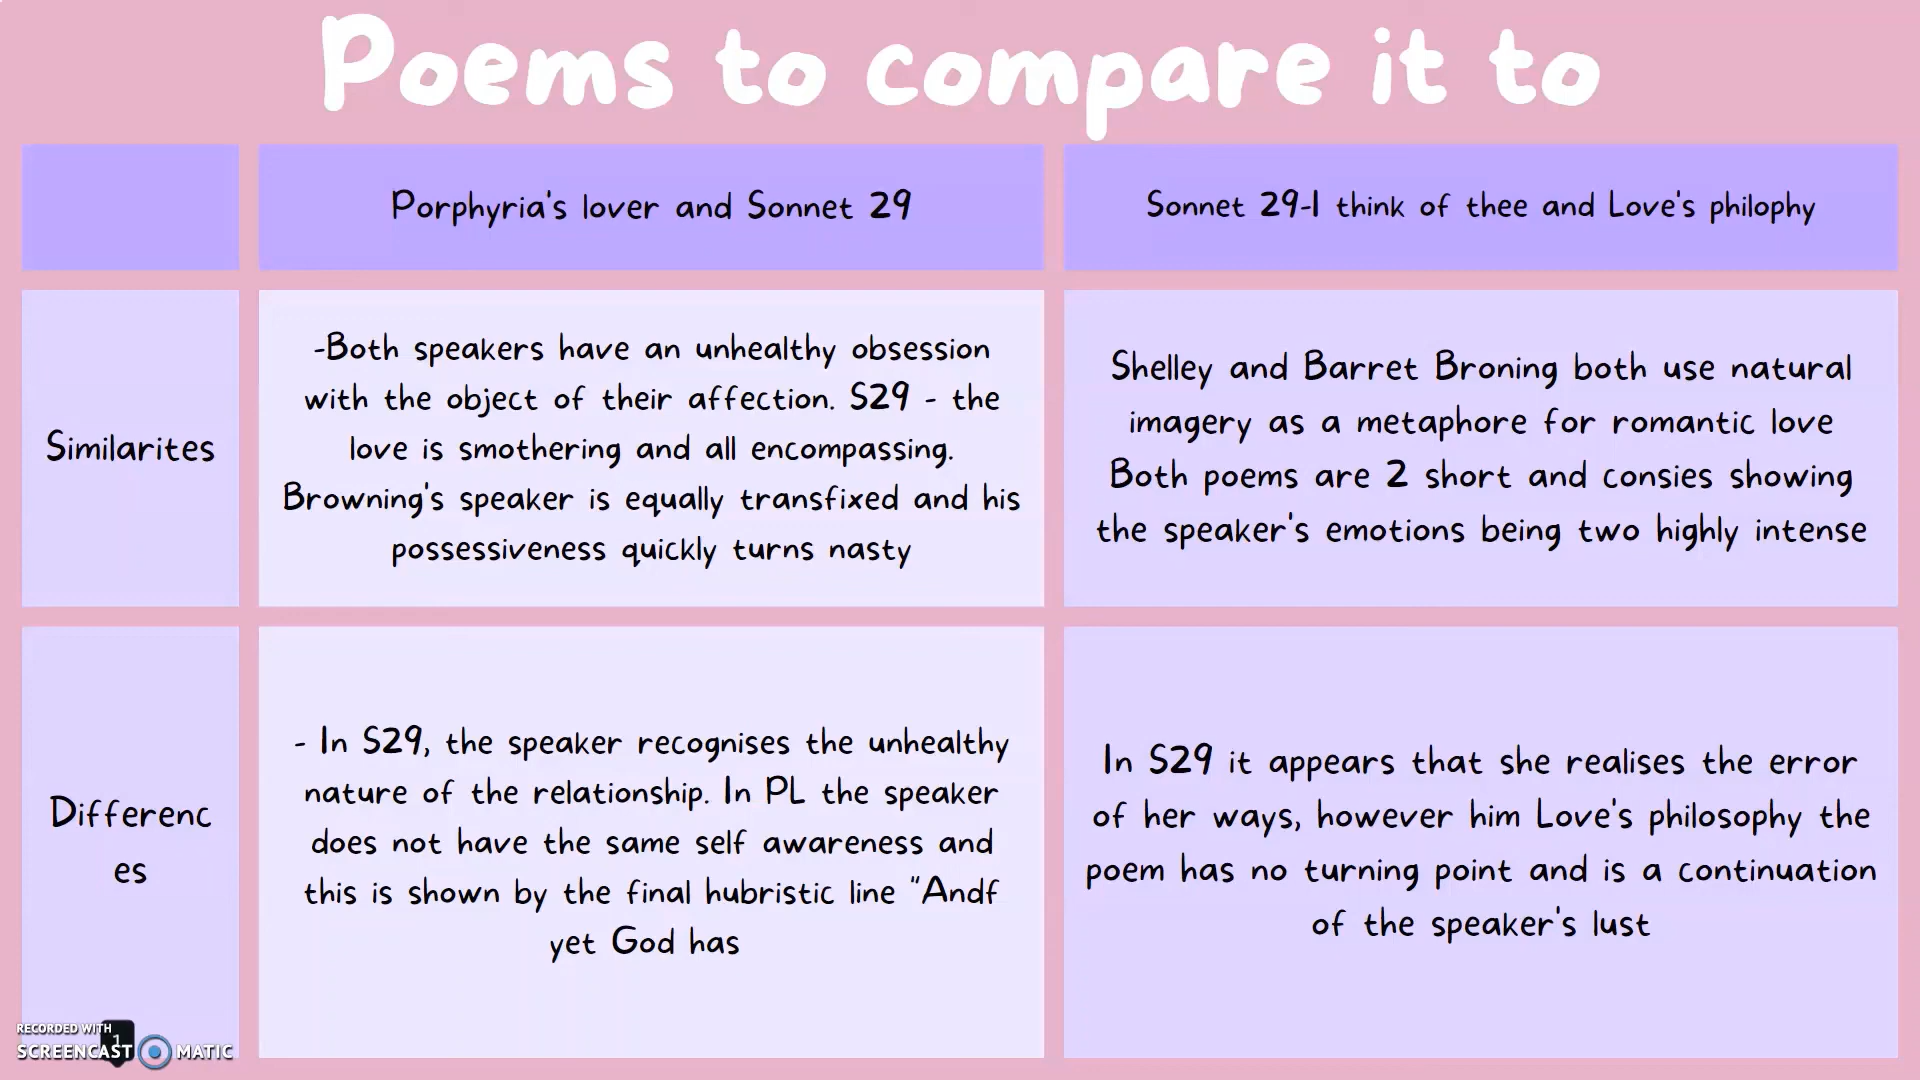 Poems to compare it to
Porphyria's lover and Sonnet 29
Sonnet 29-I think of thee and Love's philophy
Similarites
-Both speakers have an unhealthy obsession
with the object of their affection. S29 - the
love is smothering and all encompassing.
Browning's speaker is equally transfixed and his
possessiveness quickly turns nasty
Shelley and Barret Broning both use natural
imagery as a metaphore for romantic love
Both poems are 2 short and consies showing
the speaker's emotions being two highly intense
Differenc
es
- In S29, the speaker recognises the unhealthy
nature of the relationship. In PL the speaker
does not have the same self awareness and
this is shown by the final hubristic line "Andf
yet God has
In S29 it appears that she realises the error
of her ways, however him Love's philosophy the
poem has no turning point and is a continuation
of the speaker's lust
RECORDED WITH
SCREENCAST MATIC
1